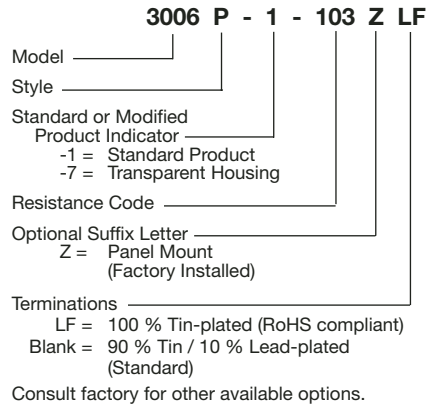 3006 P - 1 - 103 Z LF
Model
Style
Standard or Modified
Product Indicator
-1 = Standard Product
-7 = Transparent Housing
Resistance Code
Optional Suffix Letter
Z = Panel Mount
(Factory Installed)
Terminations
LF = 100 % Tin-plated (RoHS compliant)
Blank = 90 % Tin / 10 % Lead-plated
(Standard)
Consult factory for other available options.